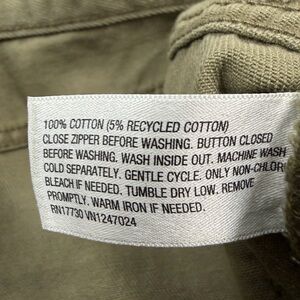 100% COTTON (5% RECYCLED COTTON)
CLOSE ZIPPER BEFORE WASHING. BUTTON CLOSED
BEFORE WASHING. WASH INSIDE OUT. MACHINE WASH
COLD SEPARATELY. GENTLE CYCLE. ONLY NON-CHLOR
BLEACH IF NEEDED. TUMBLE DRY LOW. REMOVE
PROMPTLY. WARM IRON IF NEEDED.
RN17730 VN1247024